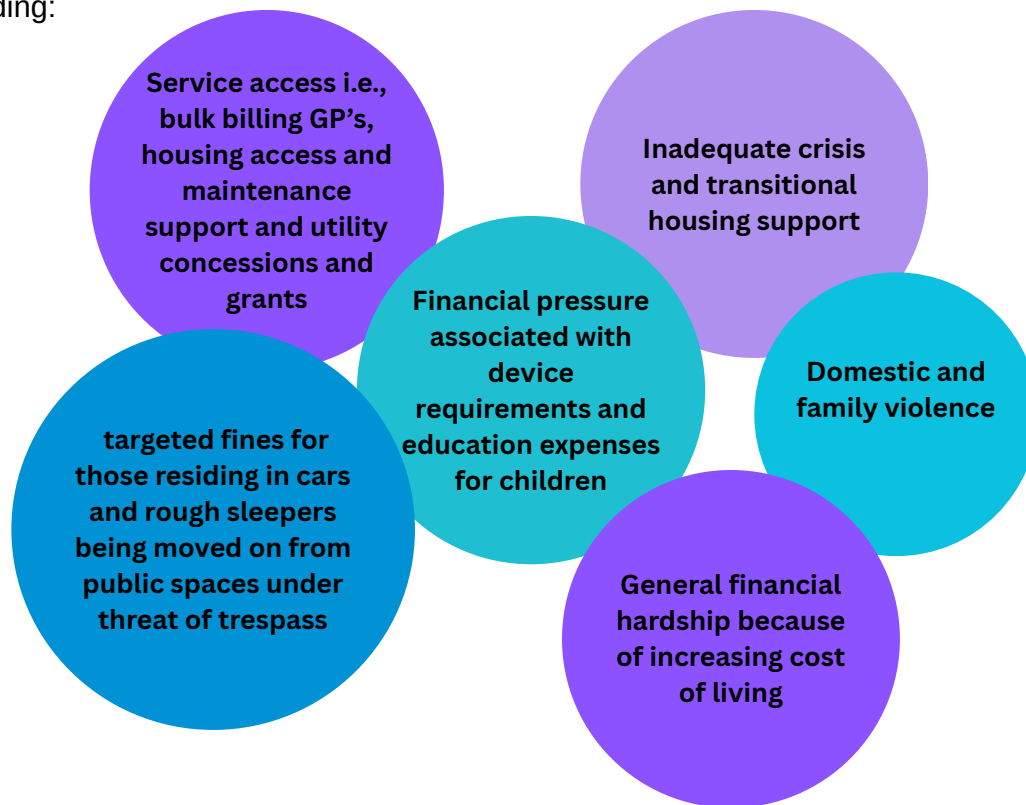 ding:
Service access i.e.,
bulk billing GP’s,
housing access and
maintenance
support and utility
concessions and
grants
Inadequate crisis
and transitional
housing support
Financial pressure
associated with
device
requirements and
education expenses
for children
Domestic and
family violence
targeted fines for
those residing in cars
and rough sleepers
being moved on from
public spaces under
threat of trespass
General financial
hardship because
of increasing cost
of living